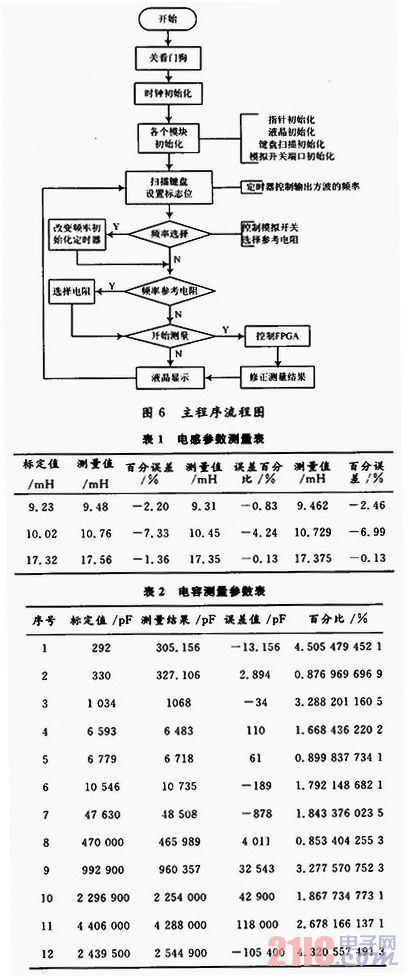 开始
关看门狗
时钟初始化
各个模块
初始化
指针初始化
液晶初始化
键盘扫描初始化
模拟开关端口初始化
扫描键盘
设置标志位
定时器控制输出方波的频率
改变频率初
始化定时器
Y
频率选择
控制模拟开关
选择参考电阻
N
选择电阻
Y
频率参考电阻
N
开始测量
Y
控制FPGA
N
液晶显示
修正测量结果
图 6 主程序流程图
表 1 电感参数测量表
标定值 测量值 百分误差 测量值 误差百分 测量值 百分误
/mH /mH /% /mH 比 /% /mH 差 /%
9.23 9.48 −2.20 9.31 −0.83 9.462 −2.46
10.02 10.76 −7.33 10.45 −4.24 10.729 −6.99
17.32 17.56 −1.36 17.35 −0.13 17.375 −0.13
表 2 电容测量参数表
序号 标定值 /pF 测量结果 /pF 误差值 /pF 百分比 /%
1 292 305.156 −13.156 4.505 479 452 1
2 330 327.106 2.894 0.876 969 696 9
3 1 034 1068 −34 3.288 201 160 5
4 6 593 6 483 110 1.668 436 220 2
5 6 779 6 718 61 0.899 837 734 1
6 10 546 10 735 −189 1.792 148 682 1
7 47 630 48 508 −878 1.843 376 023 5
8 470 000 465 989 4 011 0.853 404 255 3
9 992 900 960 357 32 543 3.277 570 752 3
10 2 296 900 2 254 000 42 900 1.867 734 773 1
11 4 406 000 4 288 000 118 000 2.678 166 137 1
12 2 439 500 2 544 900 −105 400 4.320 557 491 3